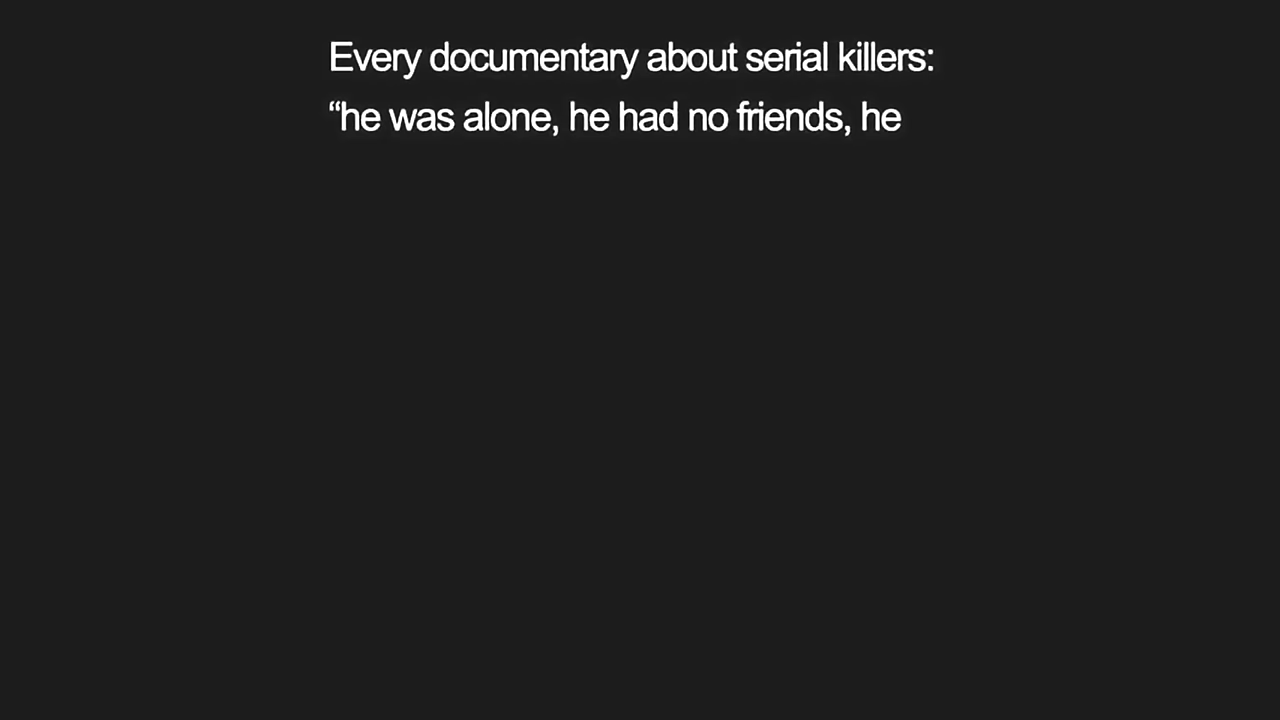 Every documentary about serial killers:
“he was alone, he had no friends, he